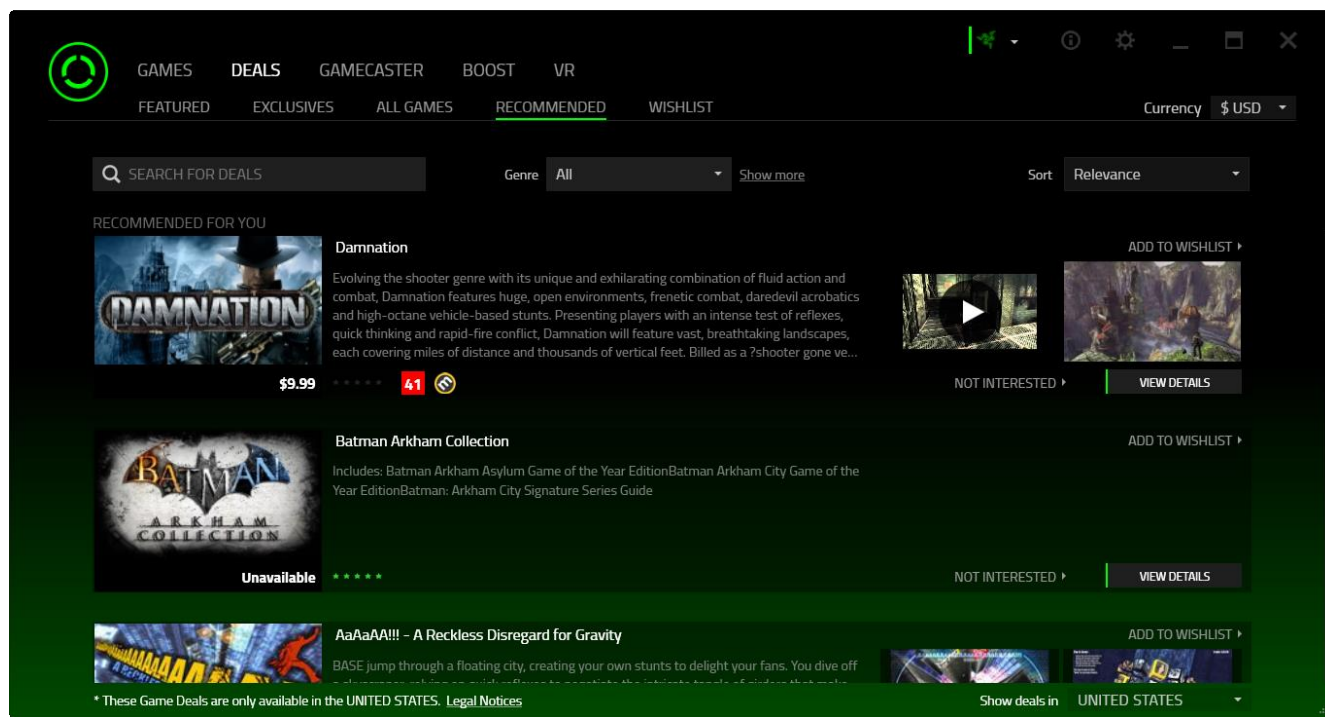 GAMES DEALS GAMECASTER BOOST VR
FEATURED EXCLUSIVES ALL GAMES RECOMMENDED WISHLIST
Currency $ USD
SEARCH FOR DEALS Genre All Show more Sort Relevance
RECOMMENDED FOR YOU
DAMNATION
Damnation
ADD TO WISHLIST
Evolving the shooter genre with its unique and exhilarating combination of fluid action and
combat, Damnation features huge, open environments, frenetic combat, daredevil acrobatics
and high-octane vehicle-based stunts. Presenting players with an intense test of reflexes,
quick thinking and rapid-fire conflict, Damnation will feature vast, breathtaking landscapes,
each covering miles of distance and thousands of vertical feet. Billed as a ?shooter gone ve...
$9.99 41 NOT INTERESTED VIEW DETAILS
BATMAN
ARKHAM
COLLECTION
Batman Arkham Collection
ADD TO WISHLIST
Includes: Batman Arkham Asylum Game of the Year EditionBatman Arkham City Game of the
Year EditionBatman: Arkham City Signature Series Guide
Unavailable ***** NOT INTERESTED VIEW DETAILS
AaAaAA!!! - A Reckless Disregard for Gravity
ADD TO WISHLIST
BASE jump through a floating city, creating your own stunts to delight your fans. You dive off
* These Game Deals are only available in the UNITED STATES. Legal Notices Show deals in UNITED STATES